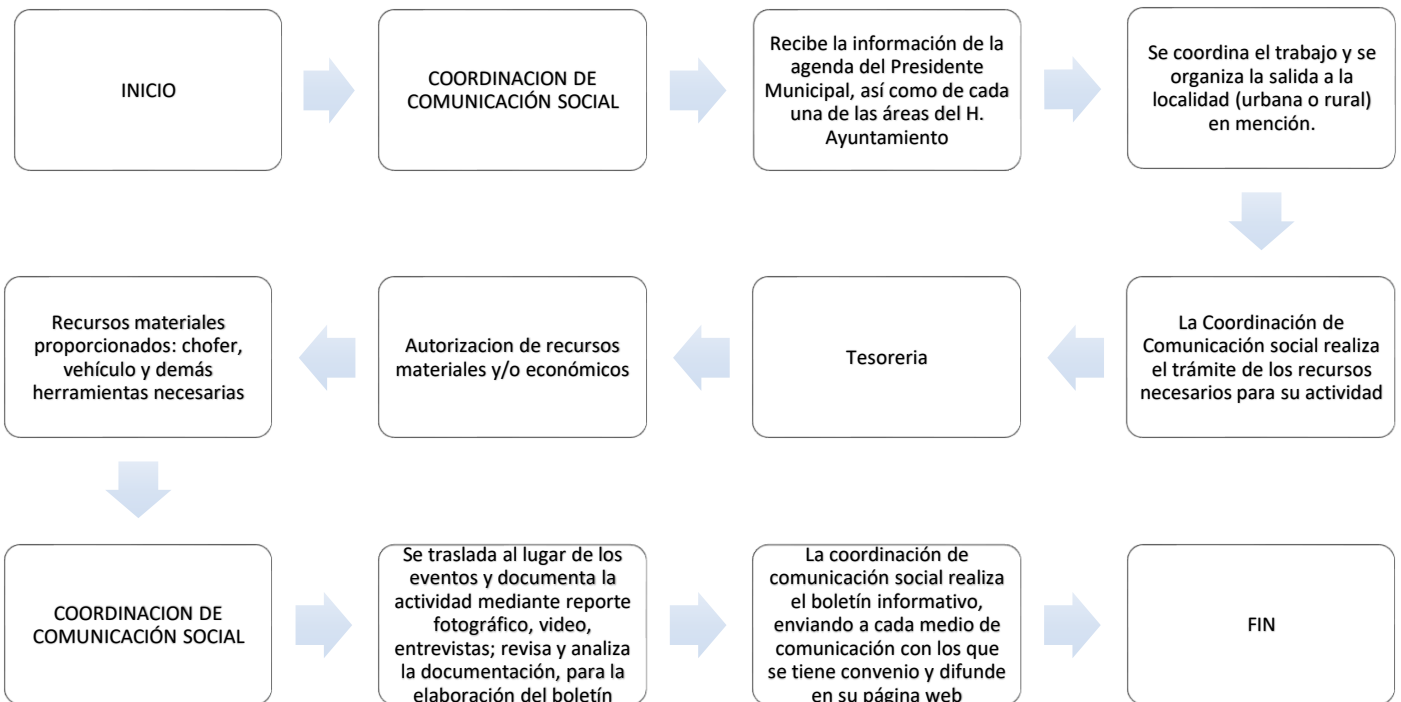 INICIO
COORDINACION DE
COMUNICACIÓN SOCIAL
Recibe la información de la
agenda del Presidente
Municipal, así como de cada
una de las áreas del H.
Ayuntamiento
Se coordina el trabajo y se
organiza la salida a la
localidad (urbana o rural)
en mención.
La Coordinación de
Comunicación social realiza
el trámite de los recursos
necesarios para su actividad
Tesoreria
Autorizacion de recursos
materiales y/o económicos
Recursos materiales
proporcionados: chofer,
vehículo y demás
herramientas necesarias
COORDINACION DE
COMUNICACIÓN SOCIAL
Se traslada al lugar de los
eventos y documenta la
actividad mediante reporte
fotográfico, video,
entrevistas; revisa y analiza
la documentación, para la
elaboración del boletín
La coordinación de
comunicación social realiza
el boletín informativo,
enviando a cada medio de
comunicación con los que
se tiene convenio y difunde
en su página web
FIN